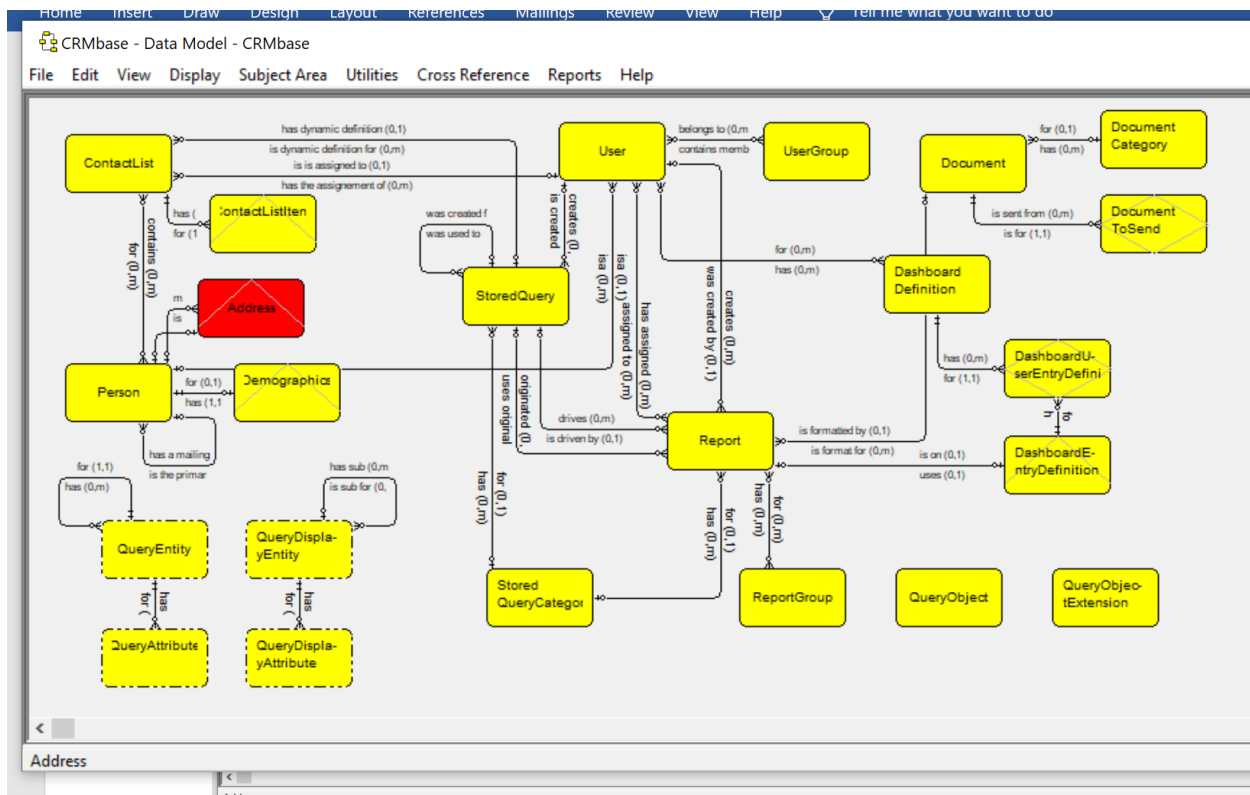 Home Insert Draw Design Layout References Mailings Review View Help Tell me what you want to do
CRMbase - Data Model - CRMbase
File Edit View Display Subject Area Utilities Cross Reference Reports Help
ContactList
has dynamic definition (0,1)
is dynamic definition for (0,m)
is is assigned to (0,1)
has the assignement of (0,m)
User
belongs to (0,m
contains memb
UserGroup
Document
for (0,1)
has (0,m)
Document
Category
has (
for (1
ContactListIten
contains (0,m)
for (0,m)
was created f
was used to
creates (0,
is created
is sent from (0,m)
is for (1,1)
Document
ToSend
for (0,m)
has (0,m)
Dashboard
Definition
StoredQuery
m
is
Address
isa (0,m)
isa (0,1)
assigned to (0,m)
has assigned (0,m)
creates (0,m)
was created by (0,1)
has (0,m)
for (1,1)
DashboardU-
serEntryDefini
fo
h
Person
for (0,1)
has (1,1
Demographics
originated (0,
uses original
drives (0,m)
is driven by (0,1)
Report
is formatted by (0,1)
is format for (0,m)
is on (0,1)
uses (0,1)
DashboardE-
ntryDefinition
has a mailing
is the primar
for (1,1)
has (0,m)
has sub (0,m
is sub for (0,
for (0,1)
has (0,m)
for (0,1)
has (0,m)
for (0,m)
has (0,m)
QueryEntity
QueryDispla-
yEntity
has
for (
has
for (
Stored
QueryCategor
ReportGroup
QueryObject
QueryObjec-
tExtension
QueryAttribute
QueryDispla-
yAttribute
Address